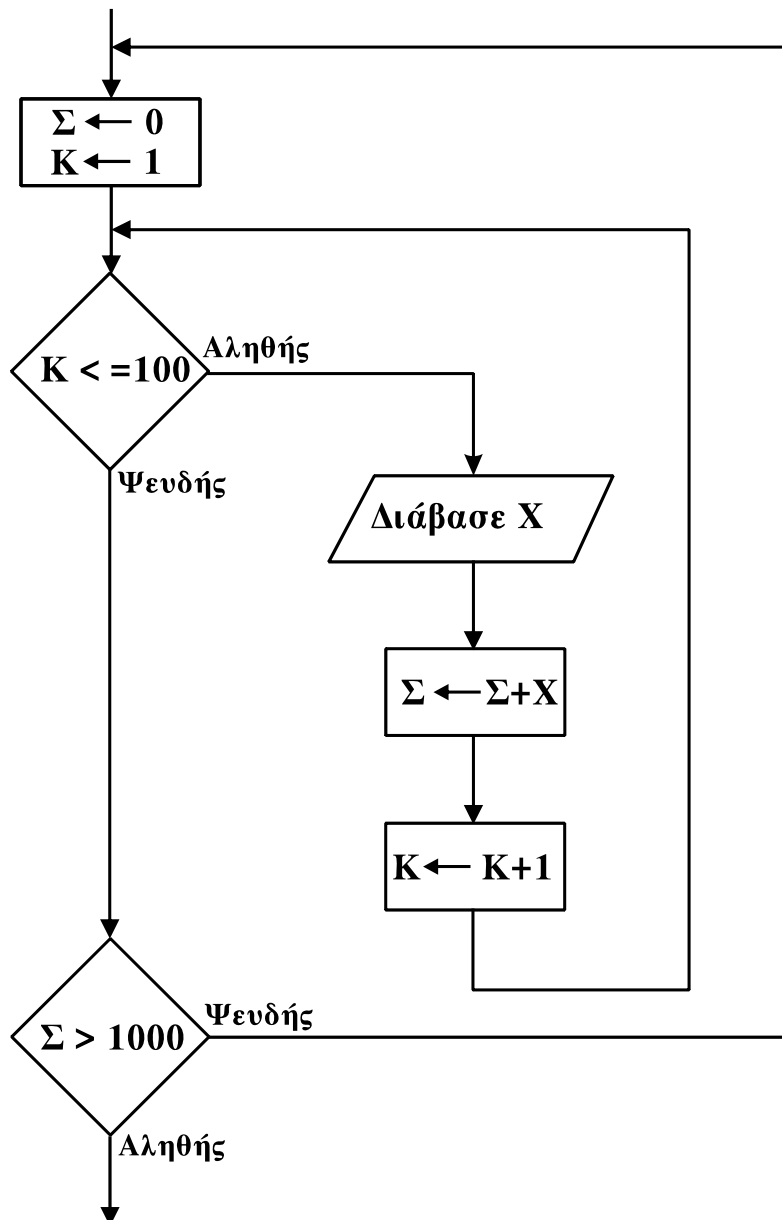 Σ ← 0
Κ ← 1
Κ < =100
Αληθής
Ψευδής
Διάβασε Χ
Σ ← Σ+Χ
Κ ← Κ+1
Σ > 1000
Ψευδής
Αληθής